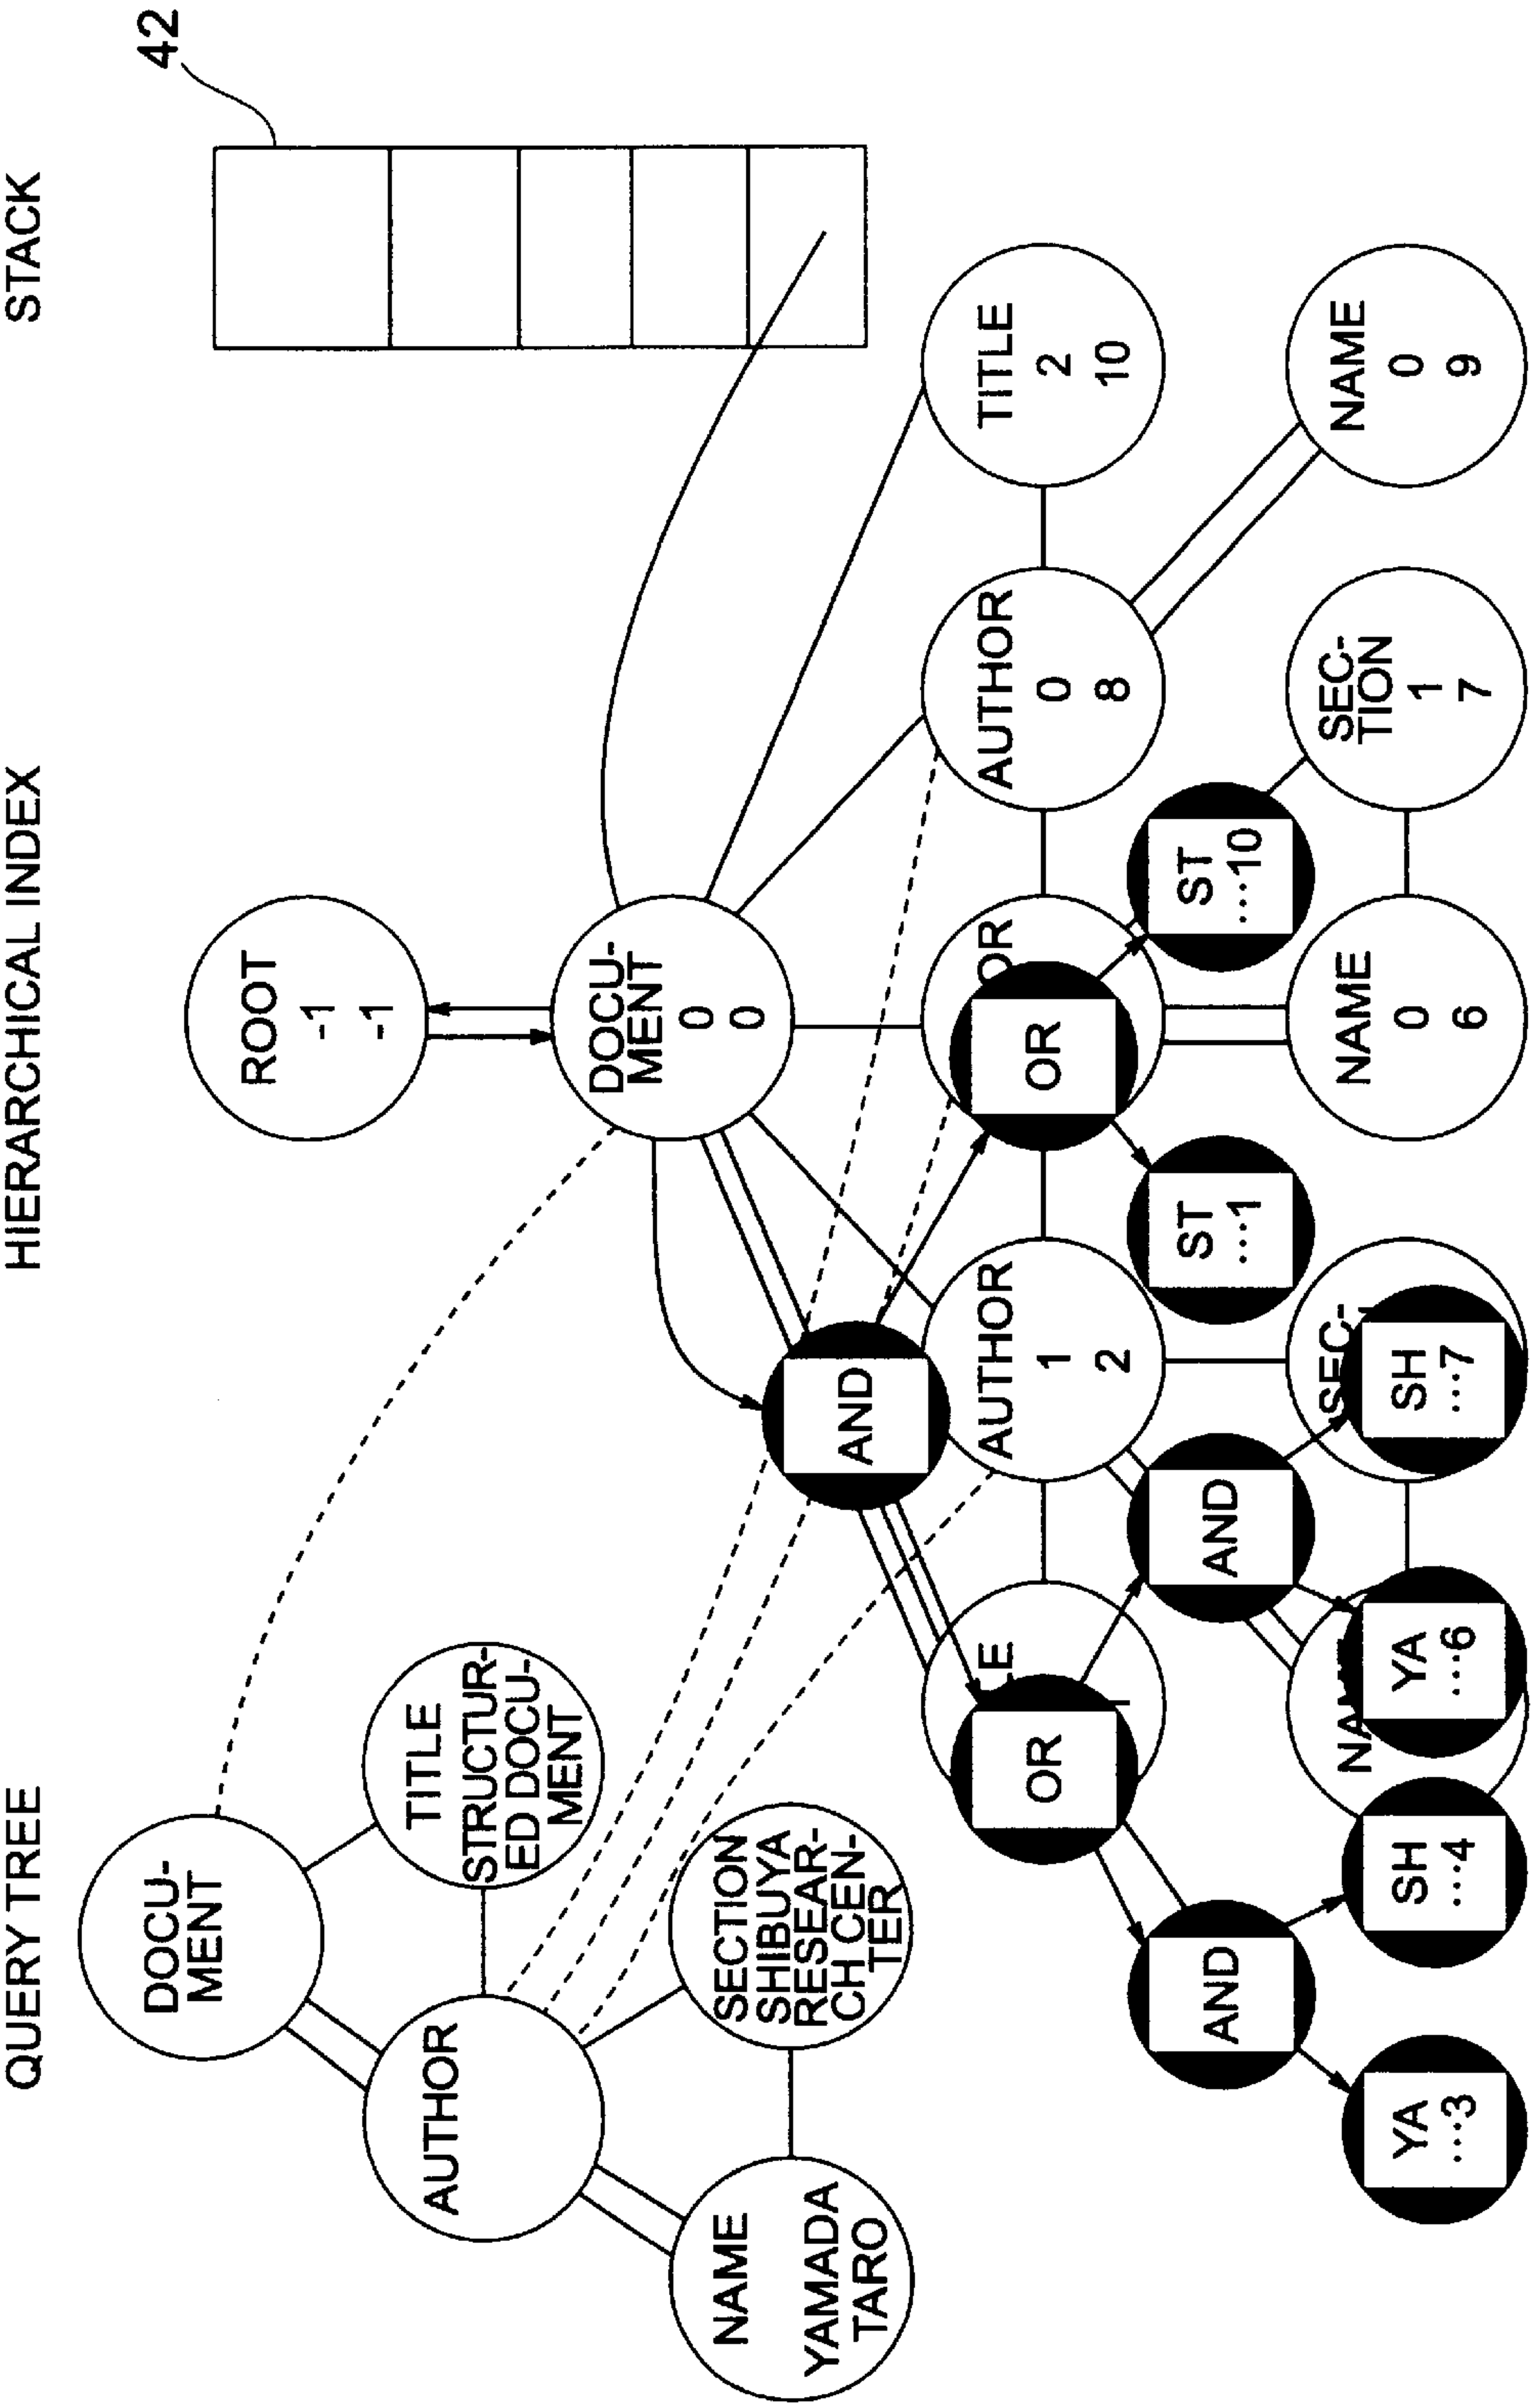 QUERY TREE
HIERARCHICAL INDEX
STACK
42
DOCU-
MENT
AUTHOR
TITLE
STRUCTUR-
ED DOCU-
MENT
NAME
YAMADA
TARO
SECTION
SHIBUYA
RESEAR-
CH CEN-
TER
ROOT
-1
-1
DOCU-
MENT
0
0
AND
OR
AUTHOR
1
2
OR
OR
AUTHOR
0
8
TITLE
2
10
AND
AND
ST
...1
ST
...10
YA
...3
SH
...4
YA
...6
SEC-
SH
...7
NAME
0
6
SEC-
TION
1
7
NAME
0
9